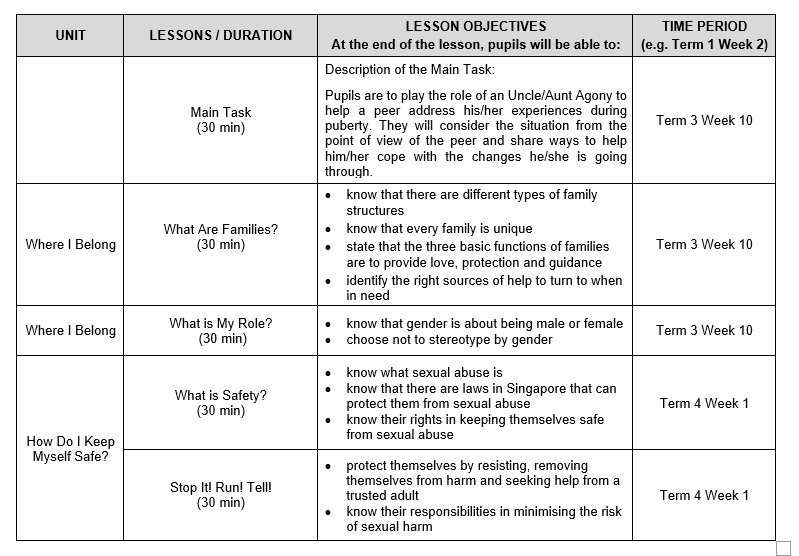 UNIT
LESSONS / DURATION
LESSON OBJECTIVES
At the end of the lesson, pupils will be able to:
TIME PERIOD
(e.g. Term 1 Week 2)
Main Task
(30 min)
Description of the Main Task:
Pupils are to play the role of an Uncle/Aunt Agony to
help a peer address his/her experiences during
puberty. They will consider the situation from the
point of view of the peer and share ways to help
him/her cope with the changes he/she is going
through.
Term 3 Week 10
Where I Belong
What Are Families?
(30 min)
• know that there are different types of family
structures
• know that every family is unique
• state that the three basic functions of families
are to provide love, protection and guidance
• identify the right sources of help to turn to when
in need
Term 3 Week 10
Where I Belong
What is My Role?
(30 min)
• know that gender is about being male or female
• choose not to stereotype by gender
Term 3 Week 10
How Do I Keep
Myself Safe?
What is Safety?
(30 min)
• know what sexual abuse is
• know that there are laws in Singapore that can
protect them from sexual abuse
• know their rights in keeping themselves safe
from sexual abuse
Term 4 Week 1
Stop It! Run! Tell!
(30 min)
• protect themselves by resisting, removing
themselves from harm and seeking help from a
trusted adult
• know their responsibilities in minimising the risk
of sexual harm
Term 4 Week 1